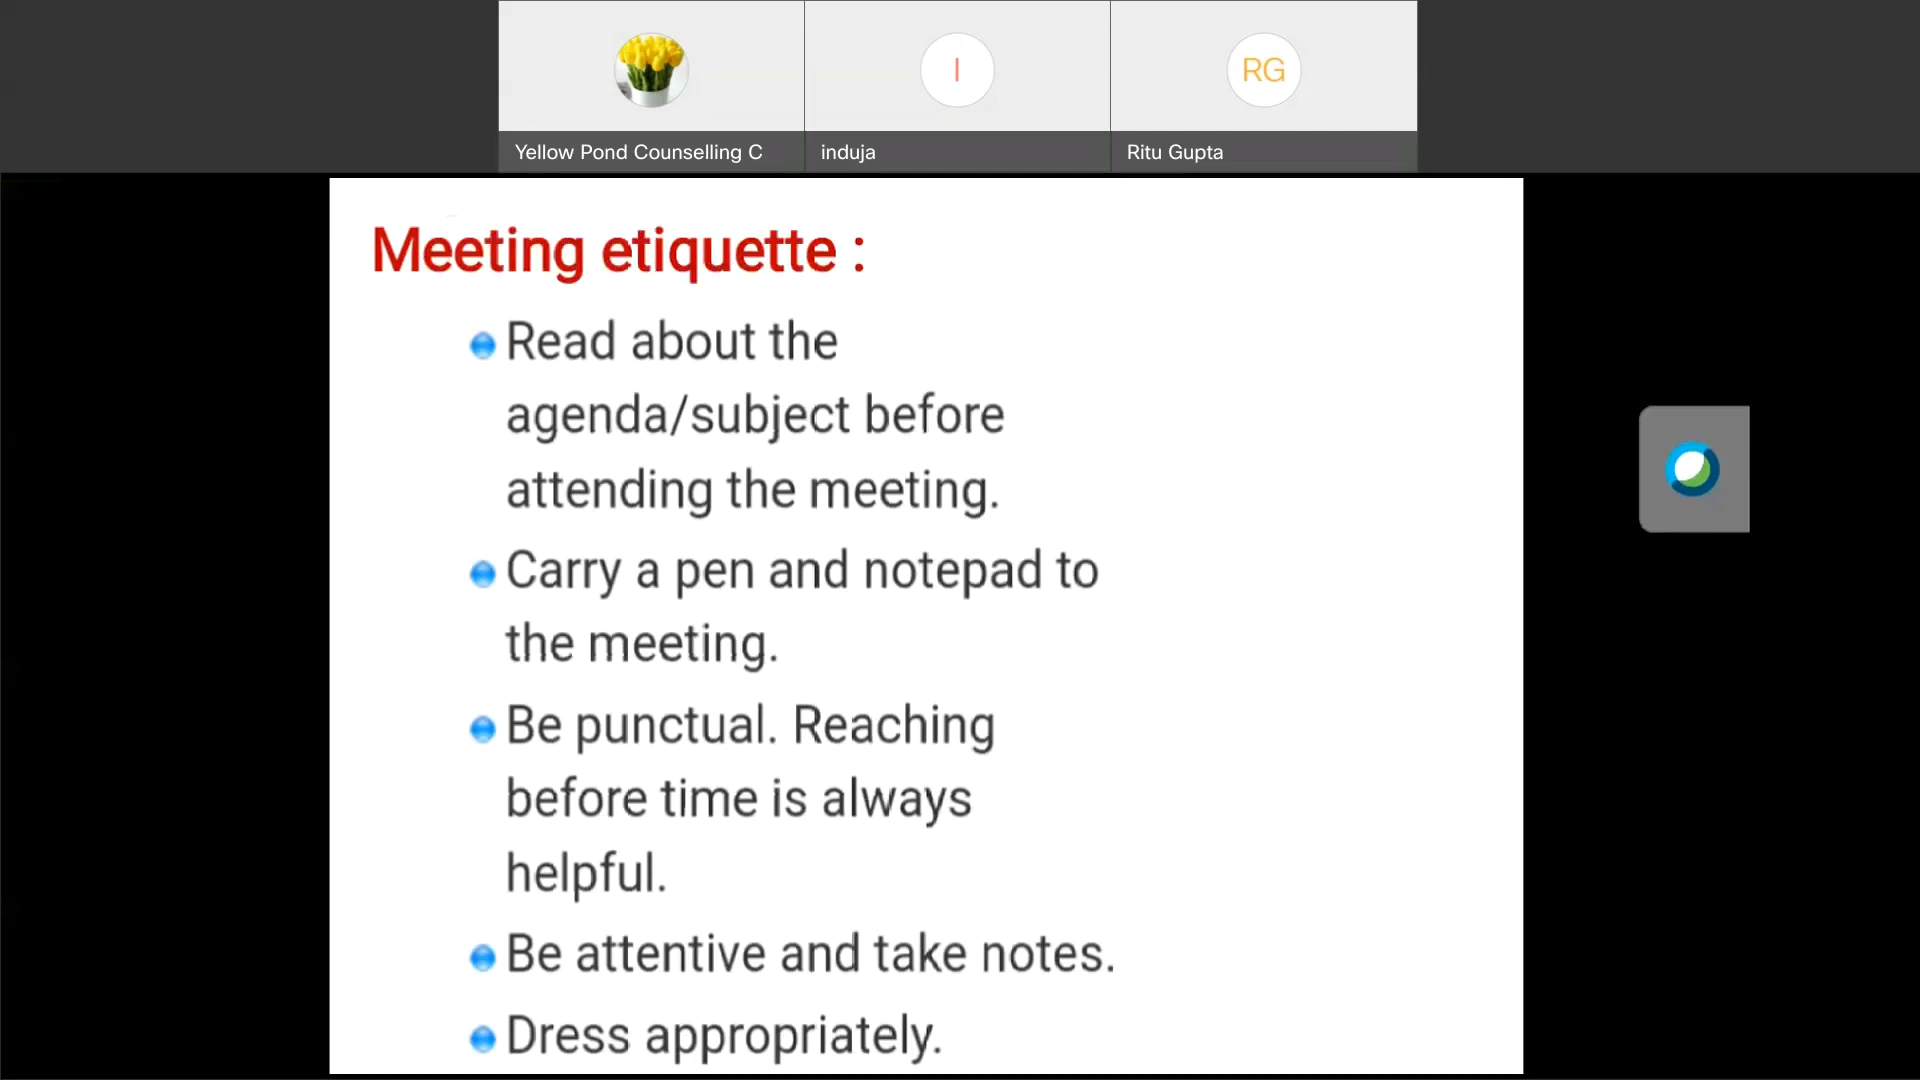 I
RG
Yellow Pond Counselling C
induja
Ritu Gupta
Meeting etiquette :
Read about the
agenda/subject before
attending the meeting.
Carry a pen and notepad to
the meeting.
Be punctual. Reaching
before time is always
helpful.
Be attentive and take notes.
Dress appropriately.